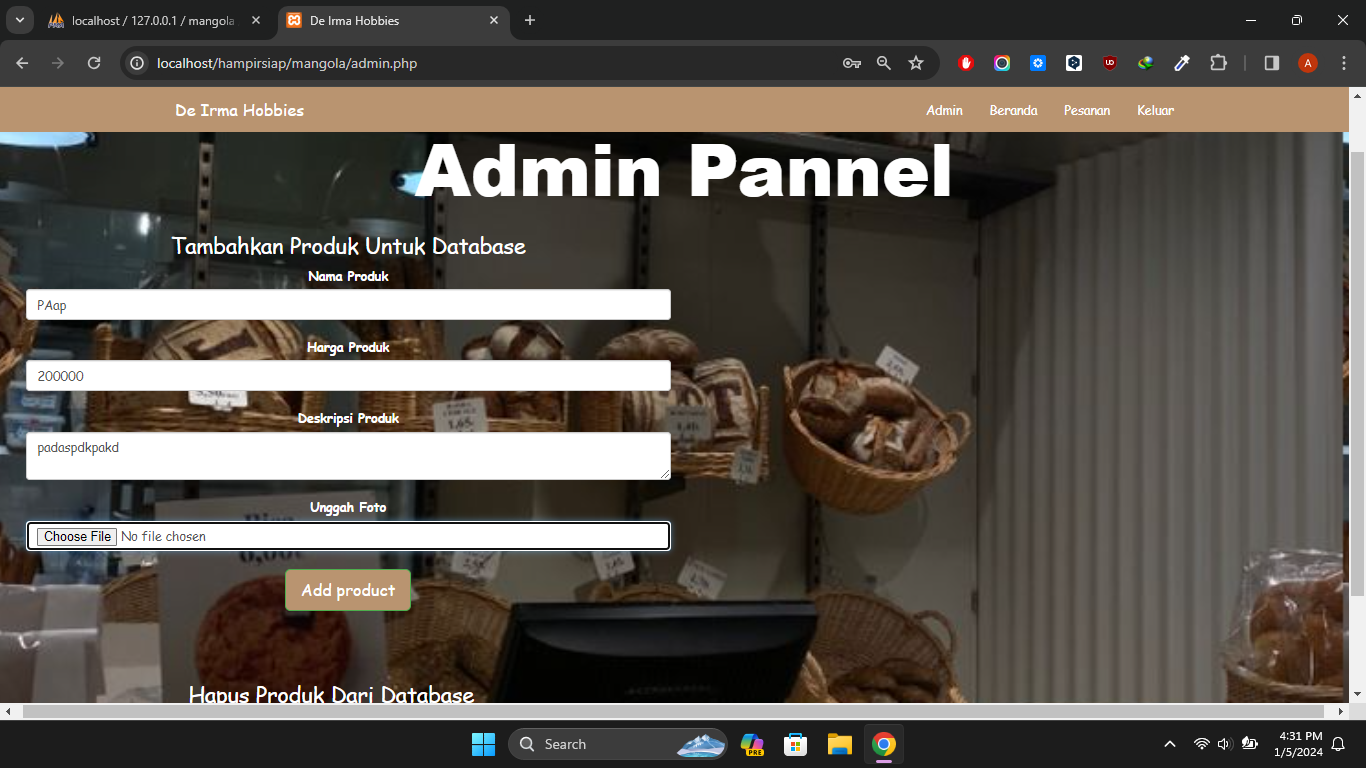 localhost / 127.0.0.1 / mangola
De Irma Hobbies
localhost/hampirsiap/mangola/admin.php
A
De Irma Hobbies
Admin
Beranda
Pesanan
Keluar
Admin Pannel
Tambahkan Produk Untuk Database
Nama Produk
PAap
Harga Produk
200000
Deskripsi Produk
padaspdkpakd
Unggah Foto
Choose File No file chosen
Add product
Hapus Produk Dari Database
Search
PRE
4:31 PM
1/5/2024